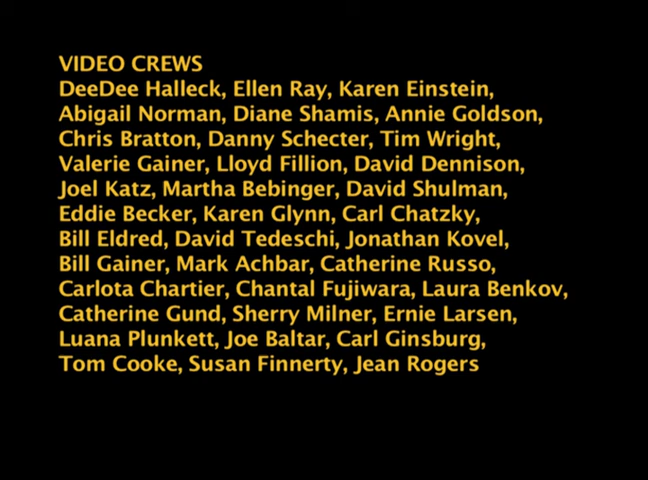 VIDEO CREWS
DeeDee Halleck, Ellen Ray, Karen Einstein,
Abigail Norman, Diane Shamis, Annie Goldson,
Chris Bratton, Danny Schecter, Tim Wright,
Valerie Gainer, Lloyd Fillion, David Dennison,
Joel Katz, Martha Bebinger, David Shulman,
Eddie Becker, Karen Glynn, Carl Chatzky,
Bill Eldred, David Tedeschi, Jonathan Kovel,
Bill Gainer, Mark Achbar, Catherine Russo,
Carlota Chartier, Chantal Fujiwara, Laura Benkov,
Catherine Gund, Sherry Milner, Ernie Larsen,
Luana Plunkett, Joe Baltar, Carl Ginsburg,
Tom Cooke, Susan Finnerty, Jean Rogers